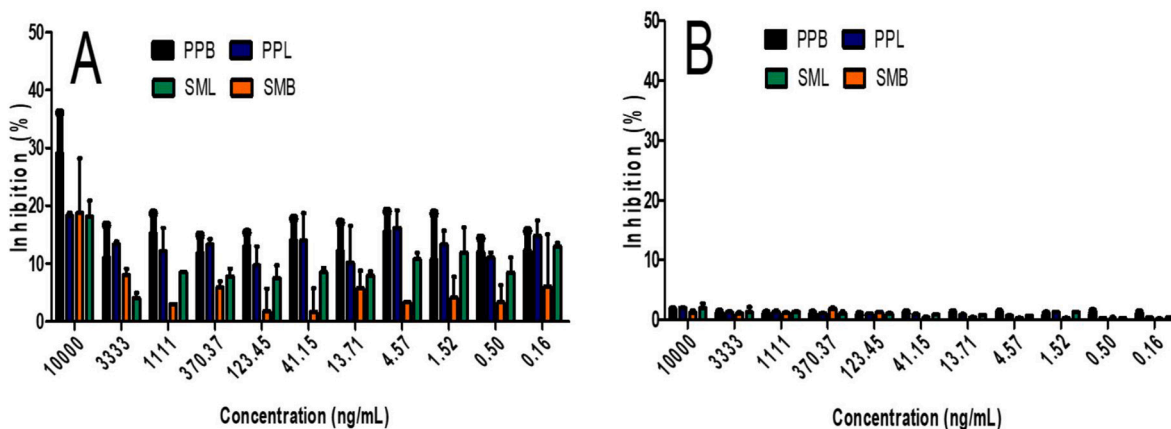 A
PPB PPL
SML SMB
Inhibition (%)
50
40
30
20
10
0
10000 3333 1111 370.37 123.45 41.15 13.71 4.57 1.52 0.50 0.16
Concentration (ng/mL)
B
PPB PPL
SML SMB
Inhibition (%)
50
40
30
20
10
0
10000 3333 1111 370.37 123.45 41.15 13.71 4.57 1.52 0.50 0.16
Concentration (ng/mL)